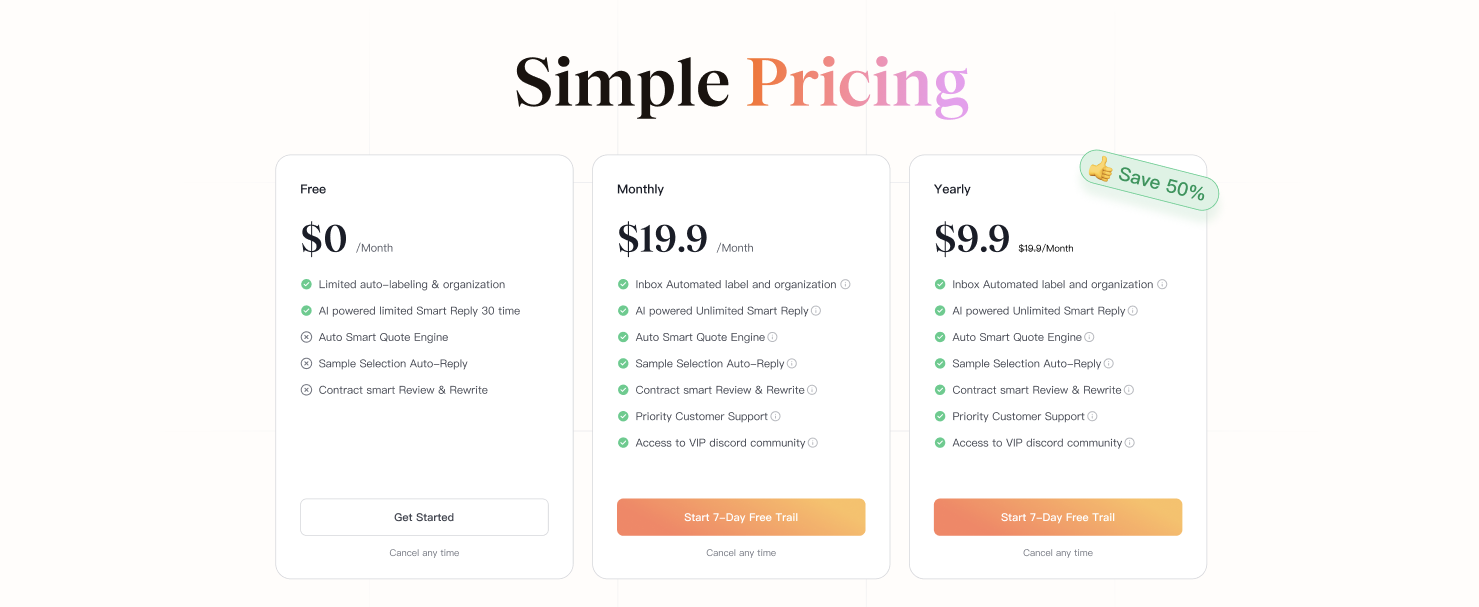 Simple Pricing
Free
$0 /Month
Limited auto-labeling & organization
AI powered limited Smart Reply 30 time
Auto Smart Quote Engine
Sample Selection Auto-Reply
Contract smart Review & Rewrite
Get Started
Cancel any time
Monthly
$19.9 /Month
Inbox Automated label and organization
AI powered Unlimited Smart Reply
Auto Smart Quote Engine
Sample Selection Auto-Reply
Contract smart Review & Rewrite
Priority Customer Support
Access to VIP discord community
Start 7-Day Free Trail
Cancel any time
Save 50%
Yearly
$9.9 $19.9/Month
Inbox Automated label and organization
AI powered Unlimited Smart Reply
Auto Smart Quote Engine
Sample Selection Auto-Reply
Contract smart Review & Rewrite
Priority Customer Support
Access to VIP discord community
Start 7-Day Free Trail
Cancel any time